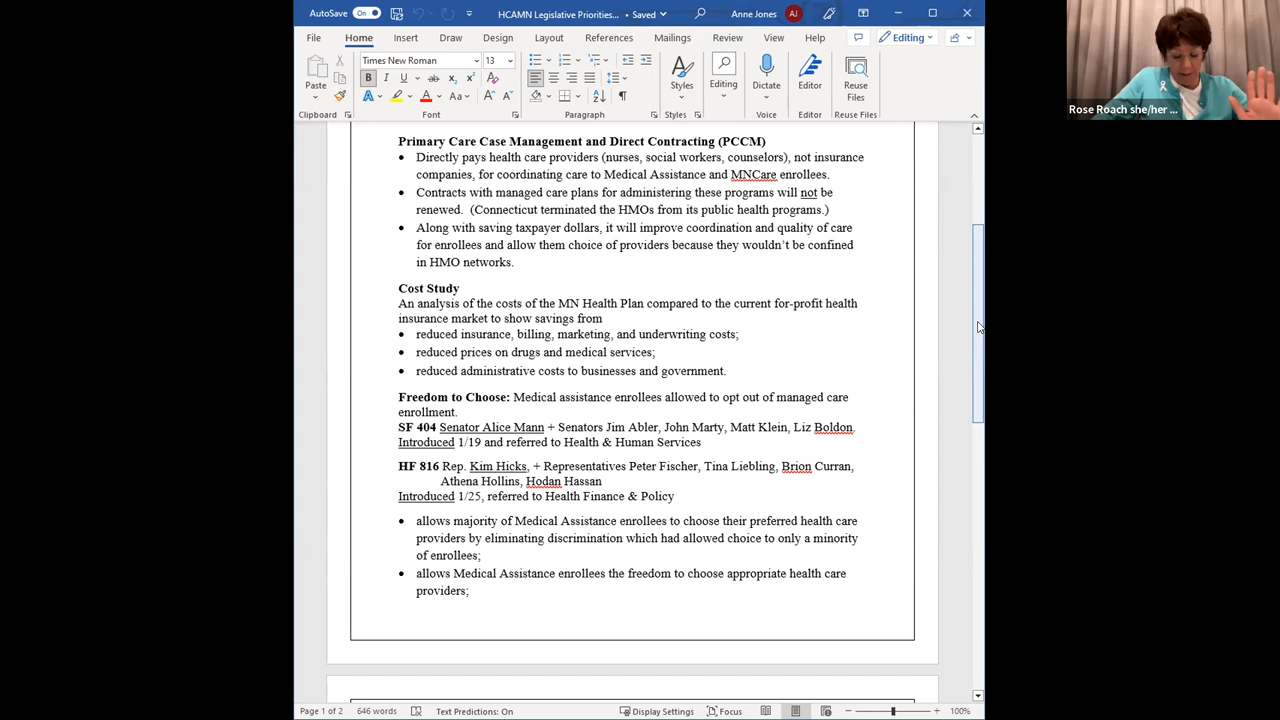 AutoSave On HCAMN Legislative Priorities... • Saved Anne Jones AJ
File Home Insert Draw Design Layout References Mailings Review View Help Editing
Times New Roman 13
Paste Styles Editing Dictate Editor Reuse Files
B I U ab x₂ x² A
A A Aa A A
Clipboard Font Paragraph Styles Voice Editor Reuse Files
Rose Roach she/her ...
Primary Care Case Management and Direct Contracting (PCCM)
• Directly pays health care providers (nurses, social workers, counselors), not insurance
companies, for coordinating care to Medical Assistance and MNCare enrollees.
• Contracts with managed care plans for administering these programs will not be
renewed. (Connecticut terminated the HMOs from its public health programs.)
• Along with saving taxpayer dollars, it will improve coordination and quality of care
for enrollees and allow them choice of providers because they wouldn't be confined
in HMO networks.
Cost Study
An analysis of the costs of the MN Health Plan compared to the current for-profit health
insurance market to show savings from
• reduced insurance, billing, marketing, and underwriting costs;
• reduced prices on drugs and medical services;
• reduced administrative costs to businesses and government.
Freedom to Choose: Medical assistance enrollees allowed to opt out of managed care
enrollment.
SF 404 Senator Alice Mann + Senators Jim Abler, John Marty, Matt Klein, Liz Boldon.
Introduced 1/19 and referred to Health & Human Services
HF 816 Rep. Kim Hicks, + Representatives Peter Fischer, Tina Liebling, Brion Curran,
Athena Hollins, Hodan Hassan
Introduced 1/25, referred to Health Finance & Policy
• allows majority of Medical Assistance enrollees to choose their preferred health care
providers by eliminating discrimination which had allowed choice to only a minority
of enrollees;
• allows Medical Assistance enrollees the freedom to choose appropriate health care
providers;
Page 1 of 2 646 words Text Predictions: On Display Settings Focus 100%